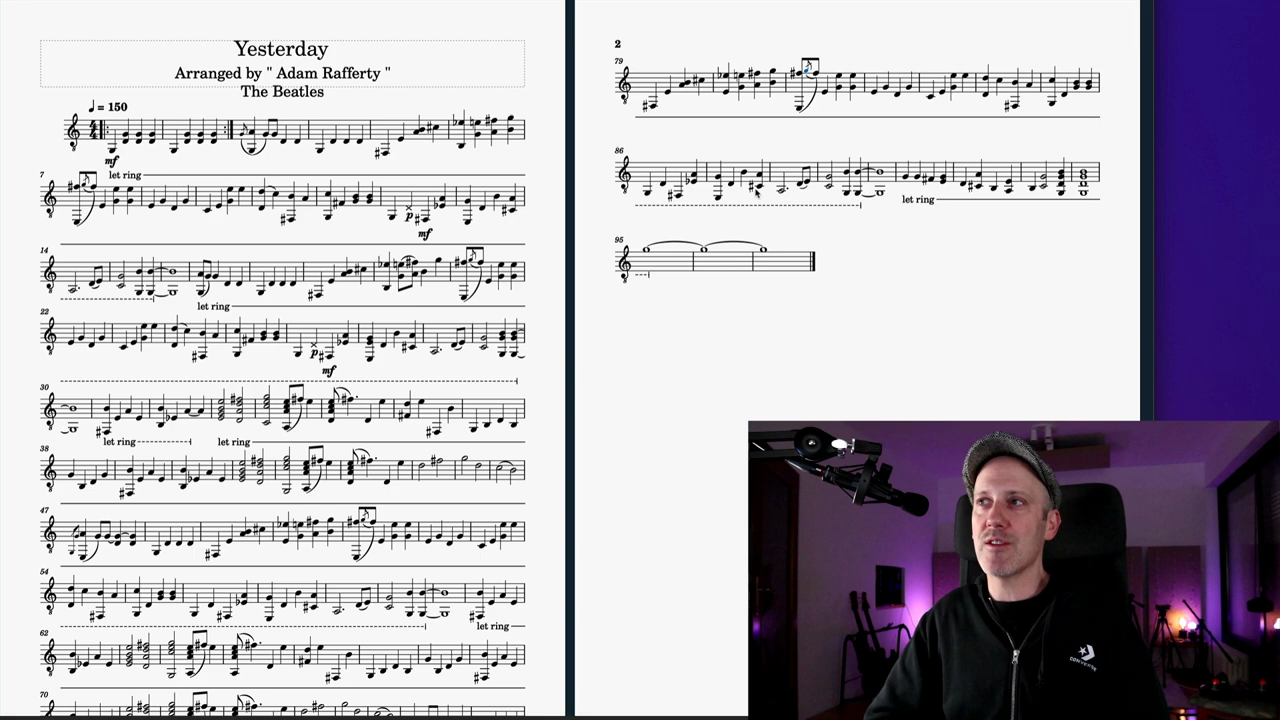 Yesterday
Arranged by " Adam Rafferty "
The Beatles
= 150
mf
let ring
7
p
mf
14
let ring
22
p
mf
30
let ring
let ring
38
47
54
let ring
62
70
2
79
86
let ring
95
CONVERSE